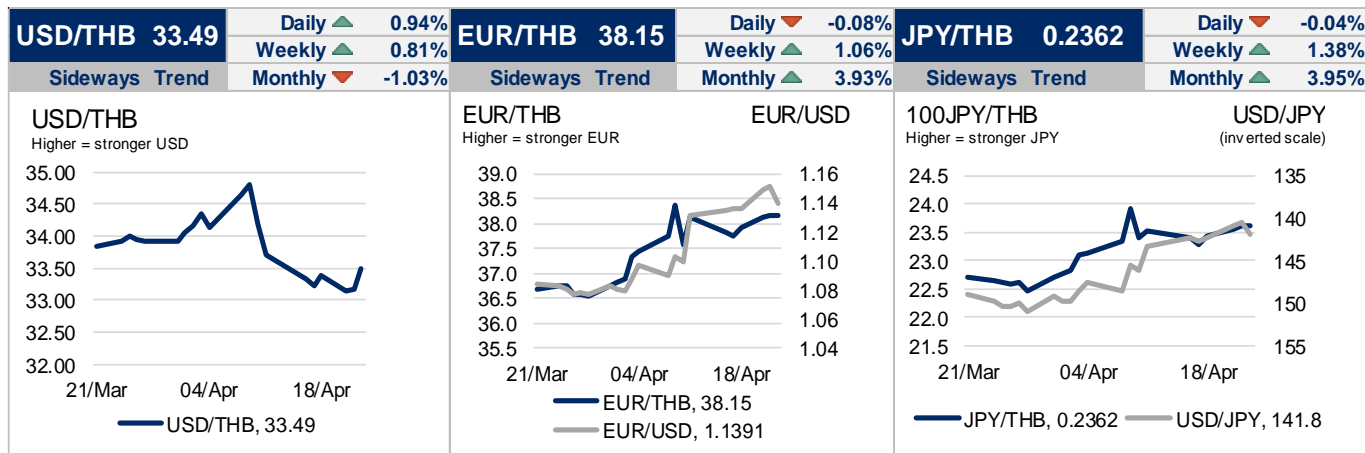 USD/THB 33.49
Daily 0.94%
Weekly 0.81%
Sideways Trend
Monthly -1.03%
USD/THB
Higher = stronger USD
35.00
34.50
34.00
33.50
33.00
32.50
32.00
21/Mar 04/Apr 18/Apr
USD/THB, 33.49
EUR/THB 38.15
Daily -0.08%
Weekly 1.06%
Sideways Trend
Monthly 3.93%
EUR/THB EUR/USD
Higher = stronger EUR
39.0 1.16
38.5 1.14
38.0 1.12
37.5 1.10
37.0 1.08
36.5 1.06
36.0 1.04
35.5
21/Mar 04/Apr 18/Apr
EUR/THB, 38.15
EUR/USD, 1.1391
JPY/THB 0.2362
Daily -0.04%
Weekly 1.38%
Sideways Trend
Monthly 3.95%
100JPY/THB USD/JPY
Higher = stronger JPY (inverted scale)
24.5 135
24.0 140
23.5 145
23.0 150
22.5 155
22.0
21.5
21/Mar 04/Apr 18/Apr
JPY/THB, 0.2362 USD/JPY, 141.8